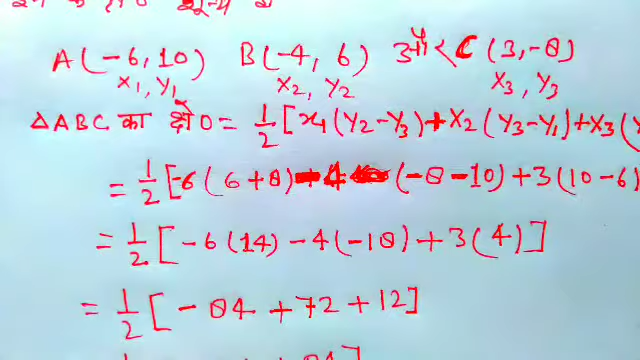 A(-6,10) B(-4, 6) और C (3,-8)
X₁, Y₁ X₂, Y₂ X₃, Y₃
△ABC का क्षे0 = 1/2 [x₁(Y₂-Y₃)+X₂(Y₃-Y₁)+X₃(Y
= 1/2 [-6(6+8)-4(-8-10)+3(10-6)
= 1/2 [-6(14)-4(-18)+3(4)]
= 1/2 [-84+72+12]